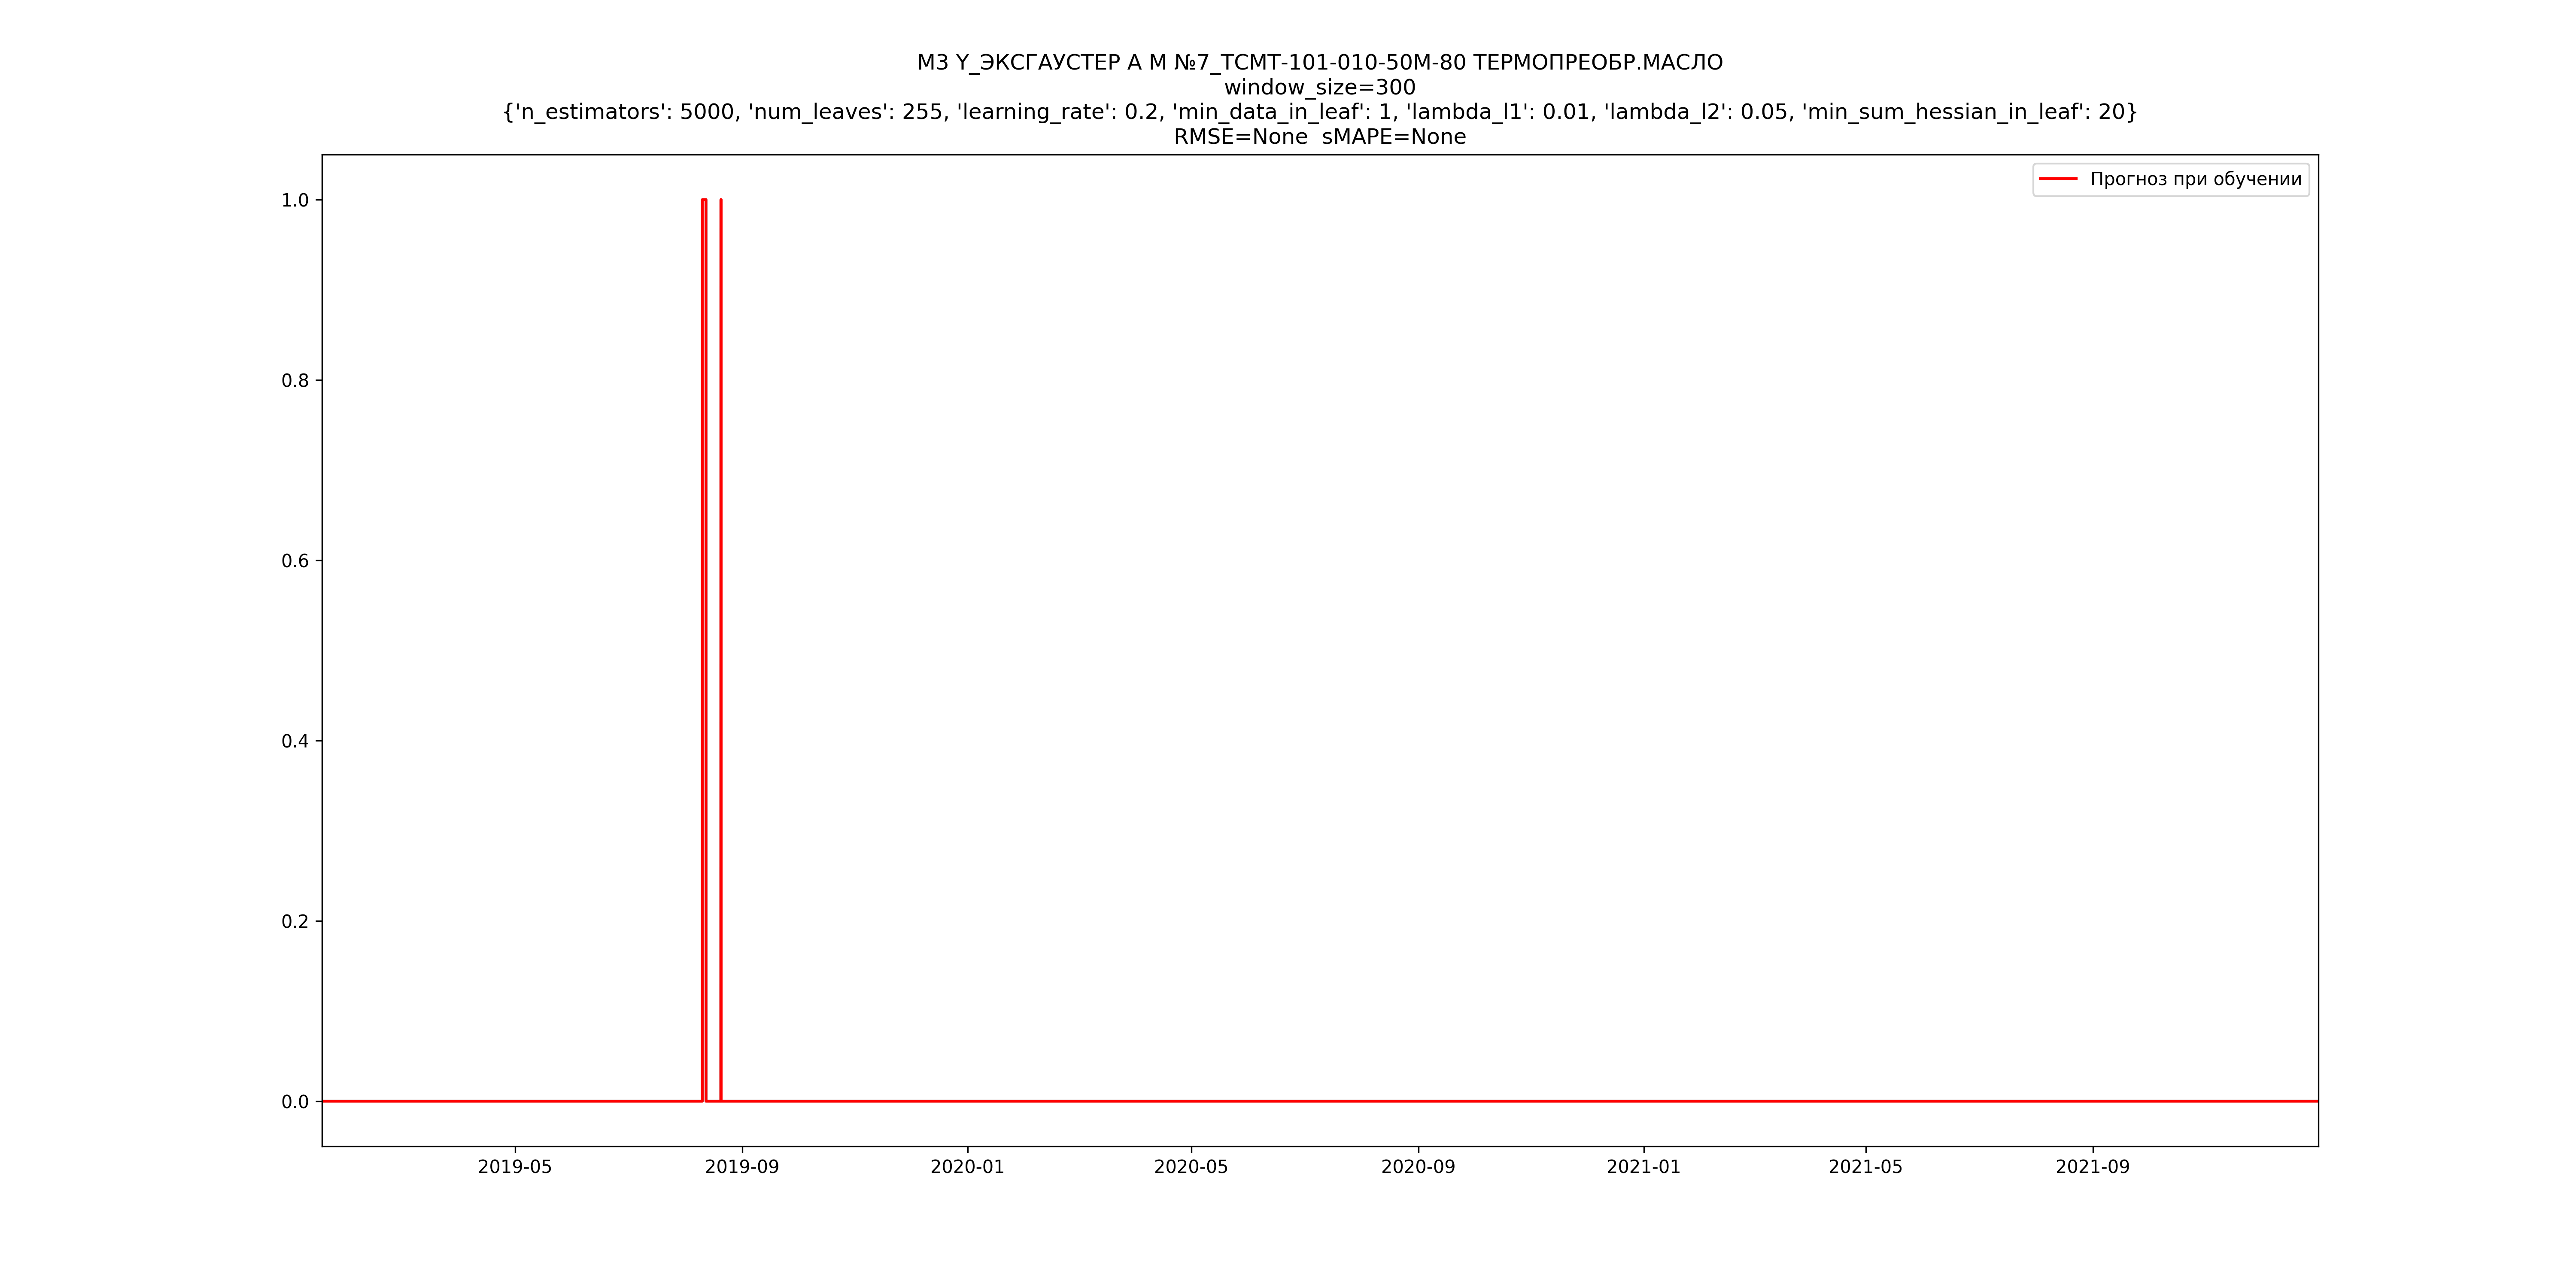 М3 Y_ЭКСГАУСТЕР А М №7_ТСМТ-101-010-50М-80 ТЕРМОПРЕОБР.МАСЛО
window_size=300
{'n_estimators': 5000, 'num_leaves': 255, 'learning_rate': 0.2, 'min_data_in_leaf': 1, 'lambda_l1': 0.01, 'lambda_l2': 0.05, 'min_sum_hessian_in_leaf': 20}
RMSE=None  sMAPE=None
Прогноз при обучении
1.0
0.8
0.6
0.4
0.2
0.0
2019-05
2019-09
2020-01
2020-05
2020-09
2021-01
2021-05
2021-09